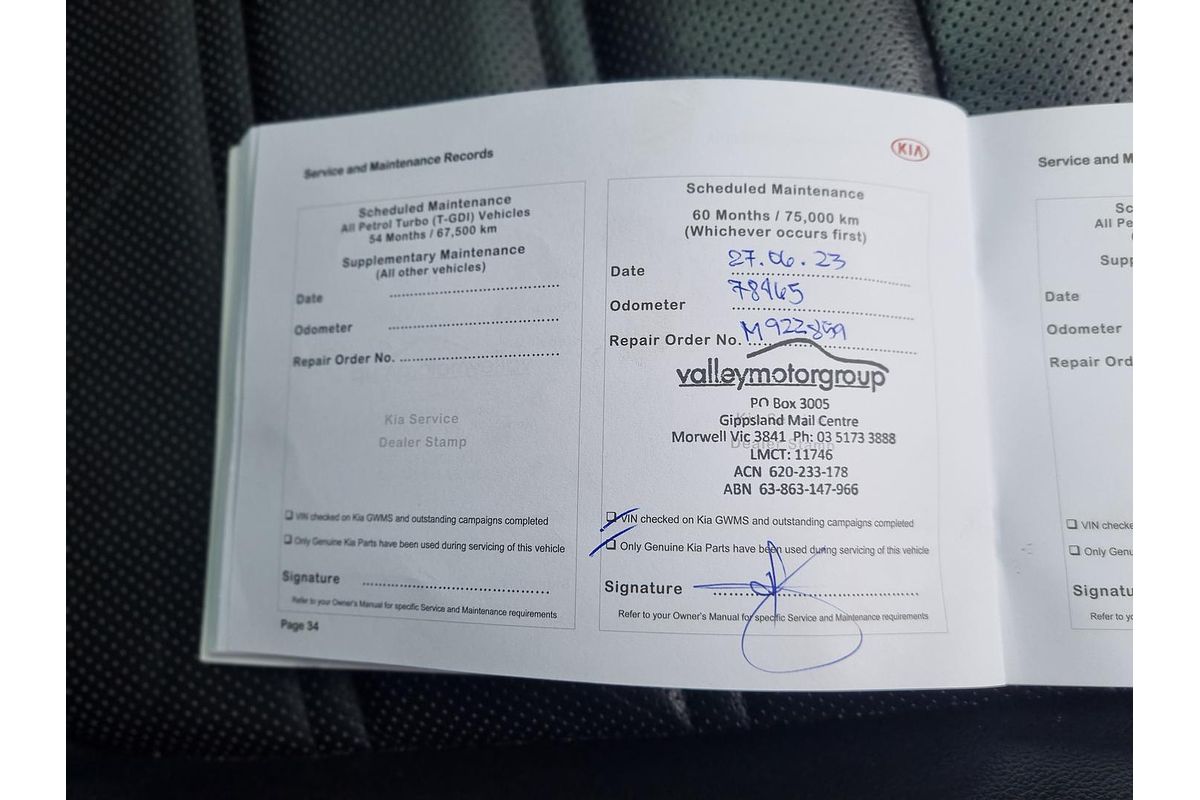 Service and Maintenance Records
Scheduled Maintenance
All Petrol Turbo (T-GDI) Vehicles
54 Months / 67,500 km
Supplementary Maintenance
(All other vehicles)
Date
Odometer
Repair Order No.
Kia Service
Dealer Stamp
❏ VIN checked on Kia GWMS and outstanding campaigns completed
❏ Only Genuine Kia Parts have been used during servicing of this vehicle
Signature
Refer to your Owner's Manual for specific Service and Maintenance requirements
Page 34
KIA
Scheduled Maintenance
60 Months / 75,000 km
(Whichever occurs first)
Date 27.06.23
Odometer 78465
Repair Order No. M922859
valleymotorgroup
PO Box 3005
Gippsland Mail Centre
Morwell Vic 3841 Ph: 03 5173 3888
Dealer Stamp
LMCT: 11746
ACN 620-233-178
ABN 63-863-147-966
❏ VIN checked on Kia GWMS and outstanding campaigns completed
❏ Only Genuine Kia Parts have been used during servicing of this vehicle
Signature
Refer to your Owner's Manual for specific Service and Maintenance requirements
Service and M
Sc
All Pe
Supp
Date
Odometer
Repair Ord
❏ VIN checke
❏ Only Genu
Signatu
Refer to yo